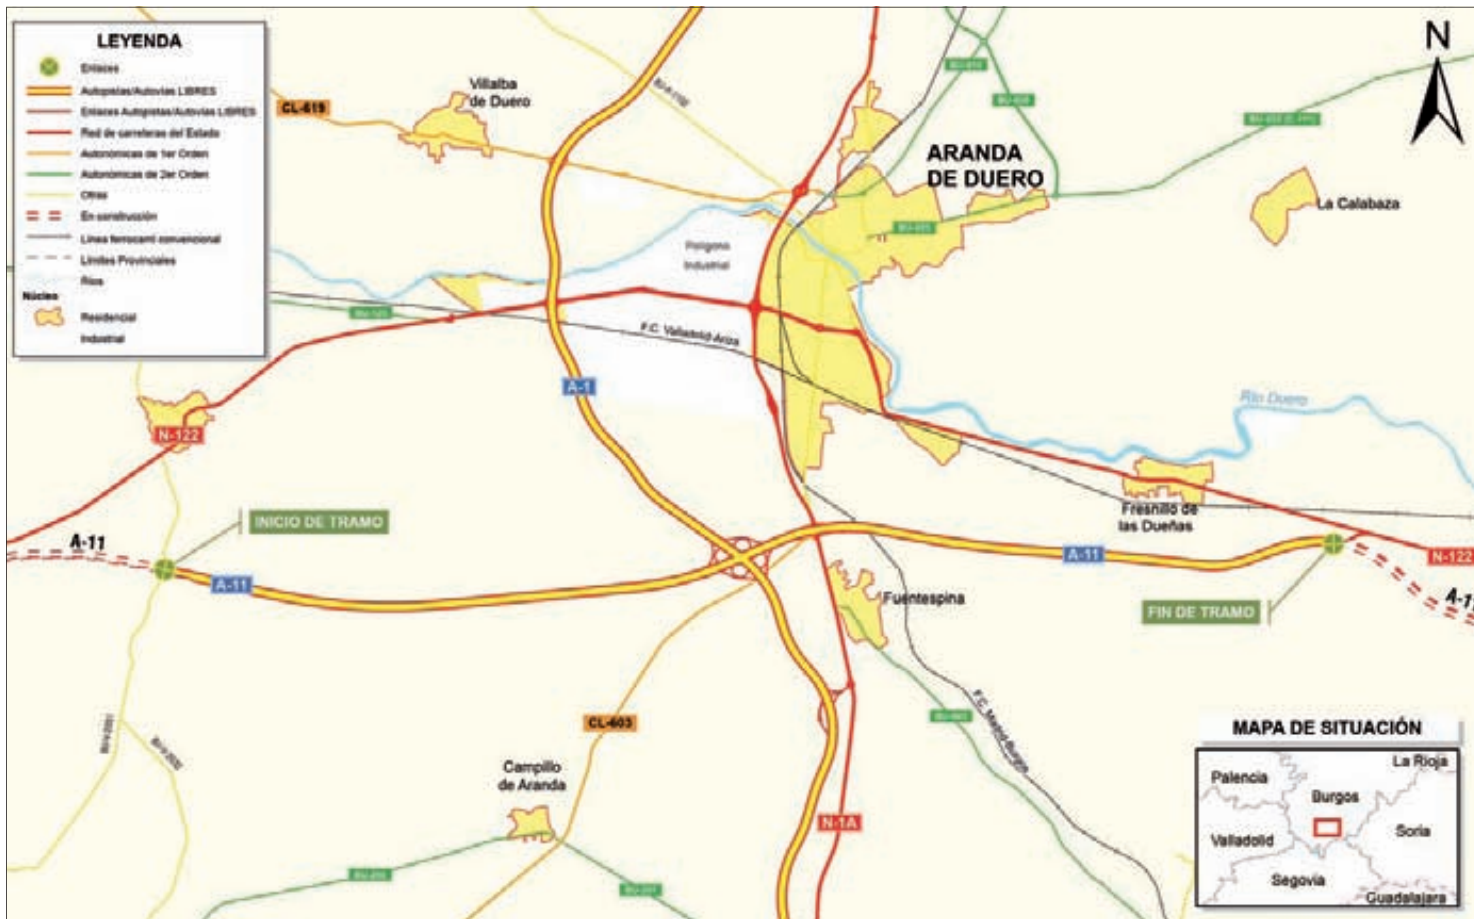 LEYENDA
Enlaces
Autopistas/Autovías LIBRES
Enlaces Autopistas/Autovías LIBRES
Red de carreteras del Estado
Autonómicas de 1er Orden
Autonómicas de 2er Orden
Otras
En construcción
Línea ferrocarril convencional
Límites Provinciales
Ríos
Núcleo
Residencial
Industrial
CL-619
Villalba
de Duero
N
ARANDA
DE DUERO
La Calabaza
Polígono
Industrial
F.C. Valladolid-Ariza
A-1
Río Duero
N-122
Fresnillo de
las Dueñas
INICIO DE TRAMO
A-11
A-11
A-11
N-122
A-11
FIN DE TRAMO
Fuentespina
CL-603
F.C. Madrid-Burgos
Campillo
de Aranda
N-1A
MAPA DE SITUACIÓN
La Rioja
Palencia
Burgos
Valladolid
Soria
Segovia
Guadalajara